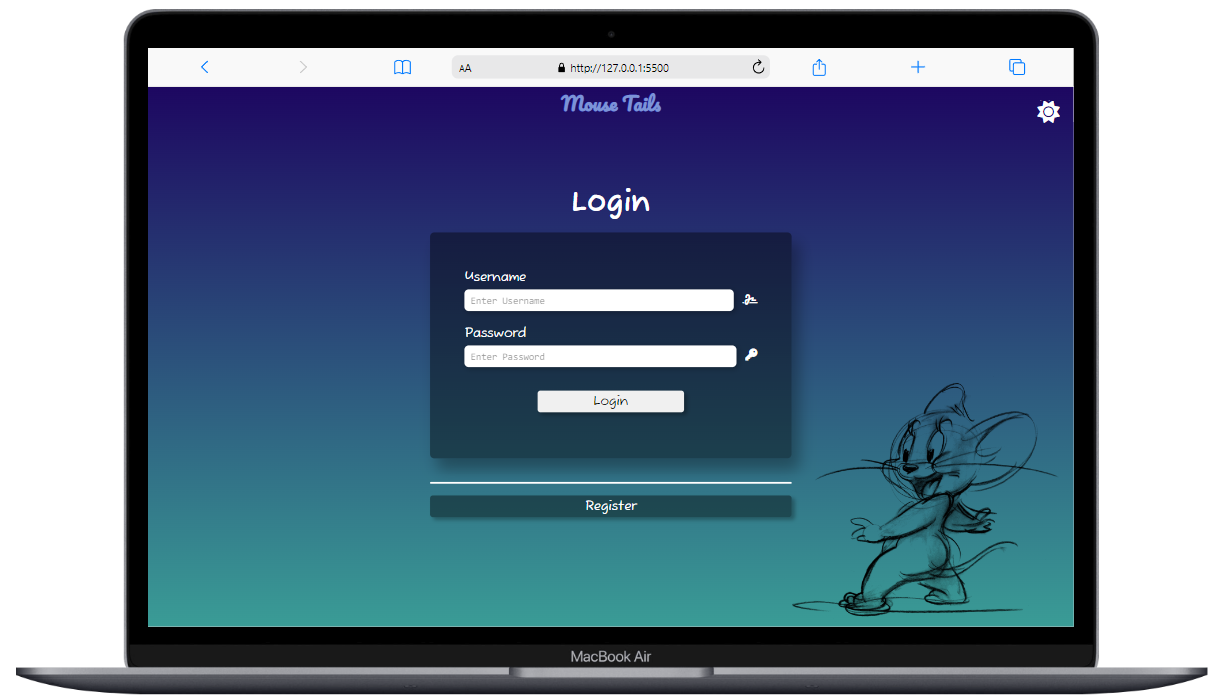 AA
http://127.0.0.1:5500
Mouse Tails
Login
Username
Enter Username
Password
Enter Password
Login
Register
MacBook Air